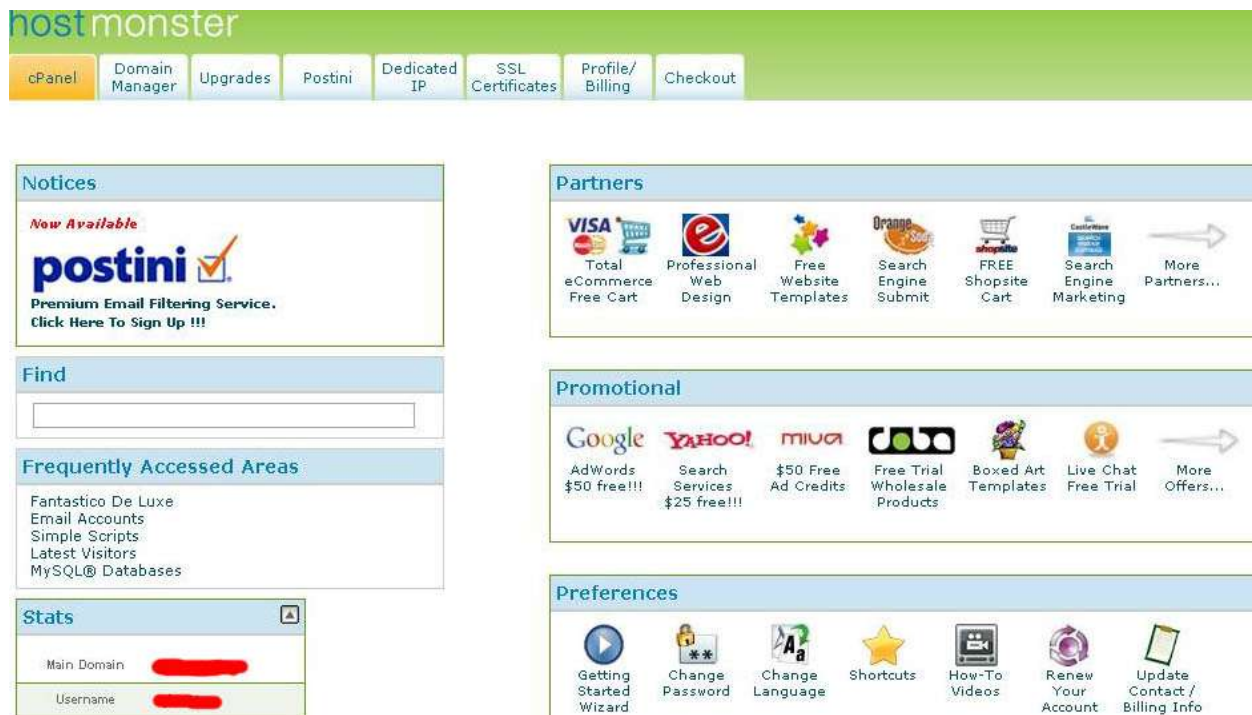 hostmonster
cPanel
Domain
Manager
Upgrades
Postini
Dedicated
IP
SSL
Certificates
Profile/
Billing
Checkout
Notices
Now Available
postini
Premium Email Filtering Service.
Click Here To Sign Up !!!
Find
Frequently Accessed Areas
Fantastico De Luxe
Email Accounts
Simple Scripts
Latest Visitors
MySQL® Databases
Stats
Main Domain
Username
Partners
VISA
Total
eCommerce
Free Cart
Professional
Web
Design
Free
Website
Templates
Orange
Soda
Search
Engine
Submit
shopsite
FREE
Shopsite
Cart
Search
Engine
Marketing
More
Partners...
Promotional
Google
AdWords
$50 free!!!
YAHOO!
Search
Services
$25 free!!!
MIVA
$50 Free
Ad Credits
doba
Free Trial
Wholesale
Products
Boxed Art
Templates
Live Chat
Free Trial
More
Offers...
Preferences
Getting
Started
Wizard
**
Change
Password
Aa
Change
Language
Shortcuts
How-To
Videos
Renew
Your
Account
Update
Contact /
Billing Info